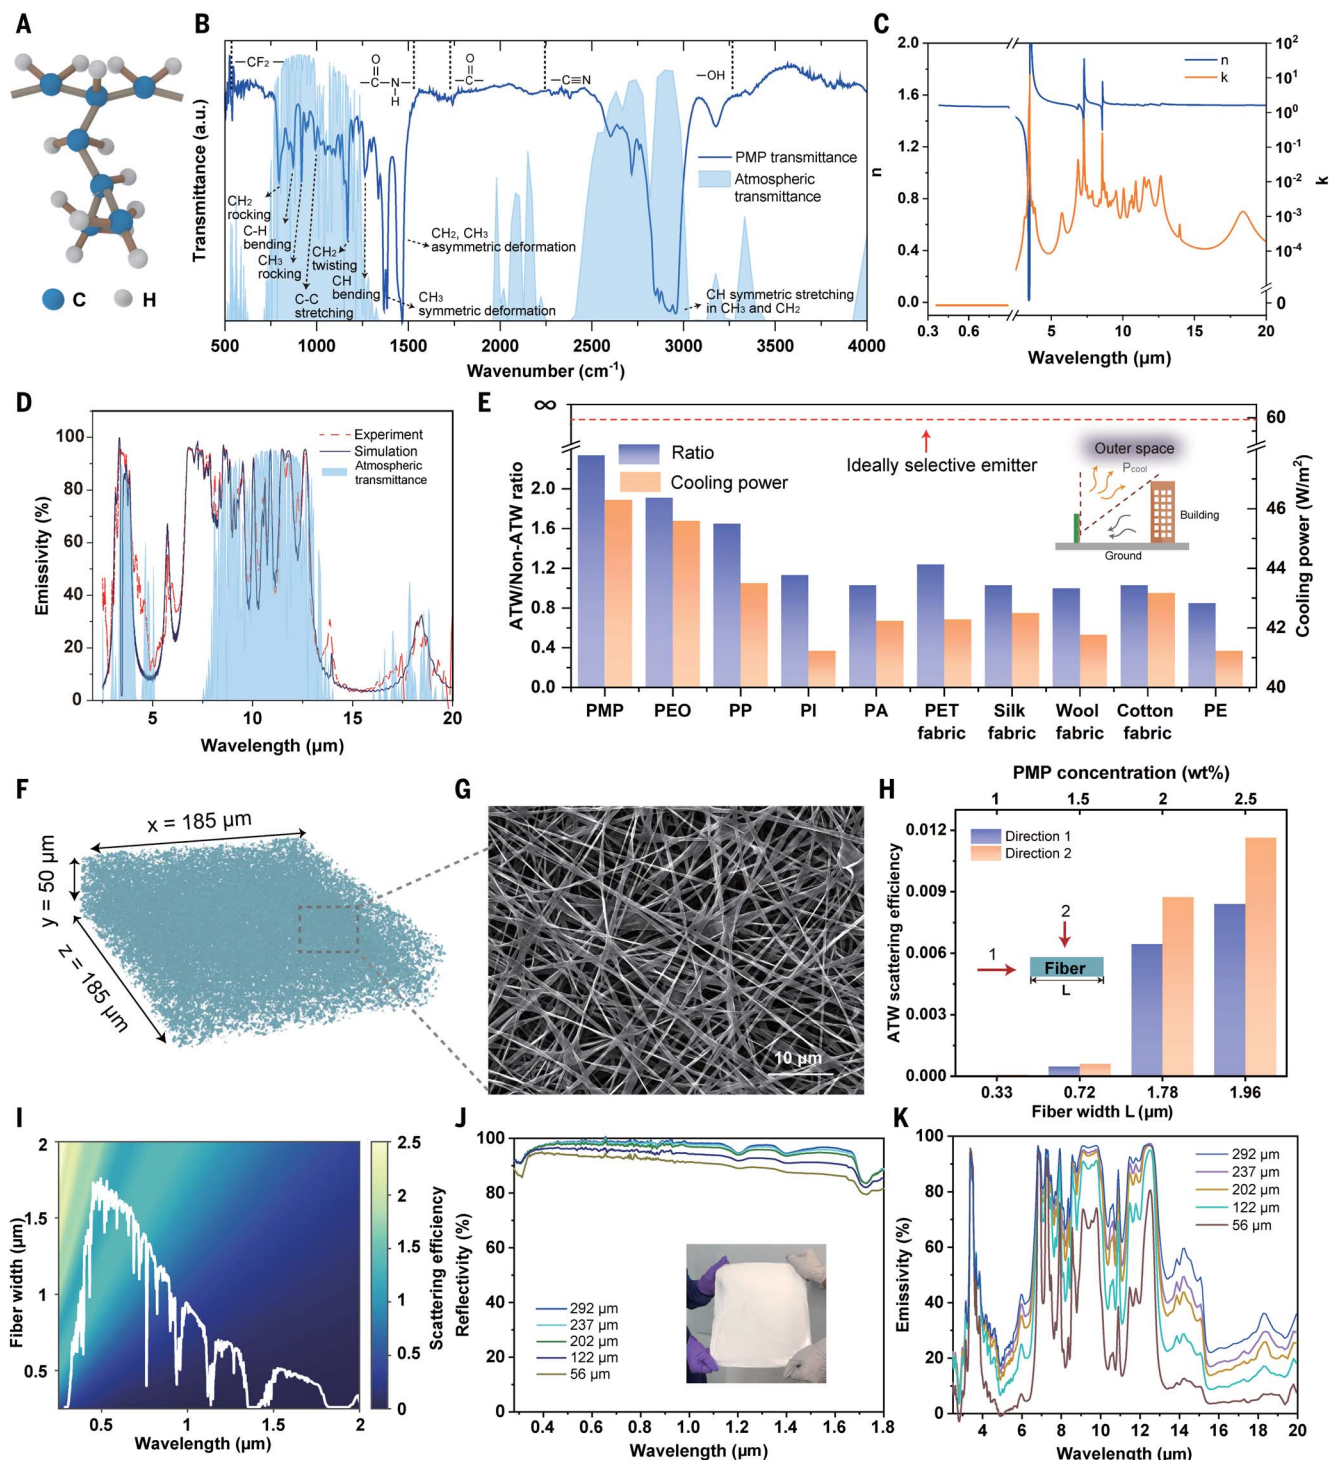 A
C
H
B
Transmittance (a.u.)
—CF₂—
O
C
N
H
O
—C—
—C≡N
—OH
PMP transmittance
Atmospheric
transmittance
CH₂
rocking
C-H
bending
CH₃
rocking
C-C
stretching
CH₂
twisting
CH
bending
CH₂, CH₃
asymmetric deformation
CH₃
symmetric deformation
CH symmetric stretching
in CH₃ and CH₂
500 1000 1500 2000 2500 3000 3500 4000
Wavenumber (cm⁻¹)
C
n
2.0
1.6
1.2
0.8
0.4
0.0
n
k
10²
10¹
10⁰
10⁻¹
10⁻²
10⁻³
10⁻⁴
0
k
0.3 0.6 5 10 15 20
Wavelength (μm)
D
Emissivity (%)
100
80
60
40
20
0
Experiment
Simulation
Atmospheric
transmittance
5 10 15 20
Wavelength (μm)
E
ATW/Non-ATW ratio
∞
2.0
1.6
1.2
0.8
0.4
0.0
Ratio
Cooling power
Ideally selective emitter
Outer space
Pcool
Building
Ground
60
46
44
42
40
Cooling power (W/m²)
PMP PEO PP PI PA PET fabric Silk fabric Wool fabric Cotton fabric PE
F
x = 185 μm
y = 50 μm
z = 185 μm
G
10 μm
H
PMP concentration (wt%)
1 1.5 2 2.5
ATW scattering efficiency
0.012
0.009
0.006
0.003
0.000
Direction 1
Direction 2
2
1
Fiber
L
0.33 0.72 1.78 1.96
Fiber width L (μm)
I
Fiber width (μm)
2
1.5
1
0.5
0.5 1 1.5 2
Wavelength (μm)
2.5
2
1.5
1
0.5
0
Scattering efficiency
J
Reflectivity (%)
100
80
60
40
20
0
292 μm
237 μm
202 μm
122 μm
56 μm
0.4 0.6 0.8 1.0 1.2 1.4 1.6 1.8
Wavelength (μm)
K
Emissivity (%)
100
80
60
40
20
0
292 μm
237 μm
202 μm
122 μm
56 μm
4 6 8 10 12 14 16 18 20
Wavelength (μm)